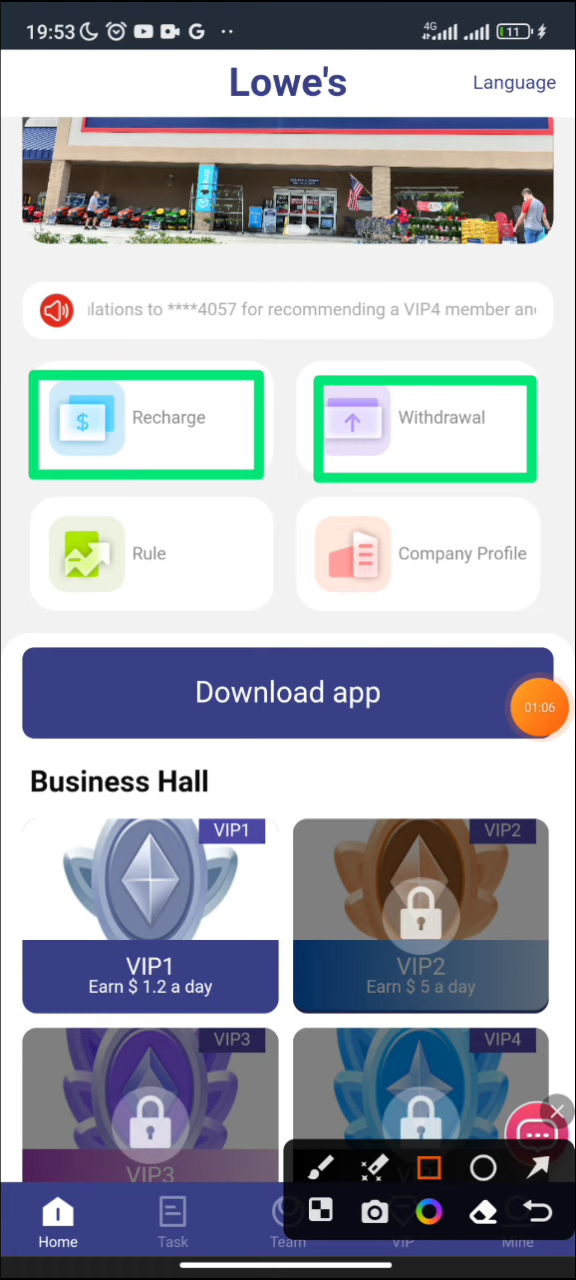 19:53
4G
11
Lowe's
Language
to ****4057 for recommending a VIP4 member
Recharge
Withdrawal
Rule
Company Profile
Download app
01:06
Business Hall
VIP1
VIP2
VIP1
Earn $ 1.2 a day
VIP2
Earn $ 5 a day
VIP3
VIP4
VIP3
Home
Task
Team
VIP
Mine